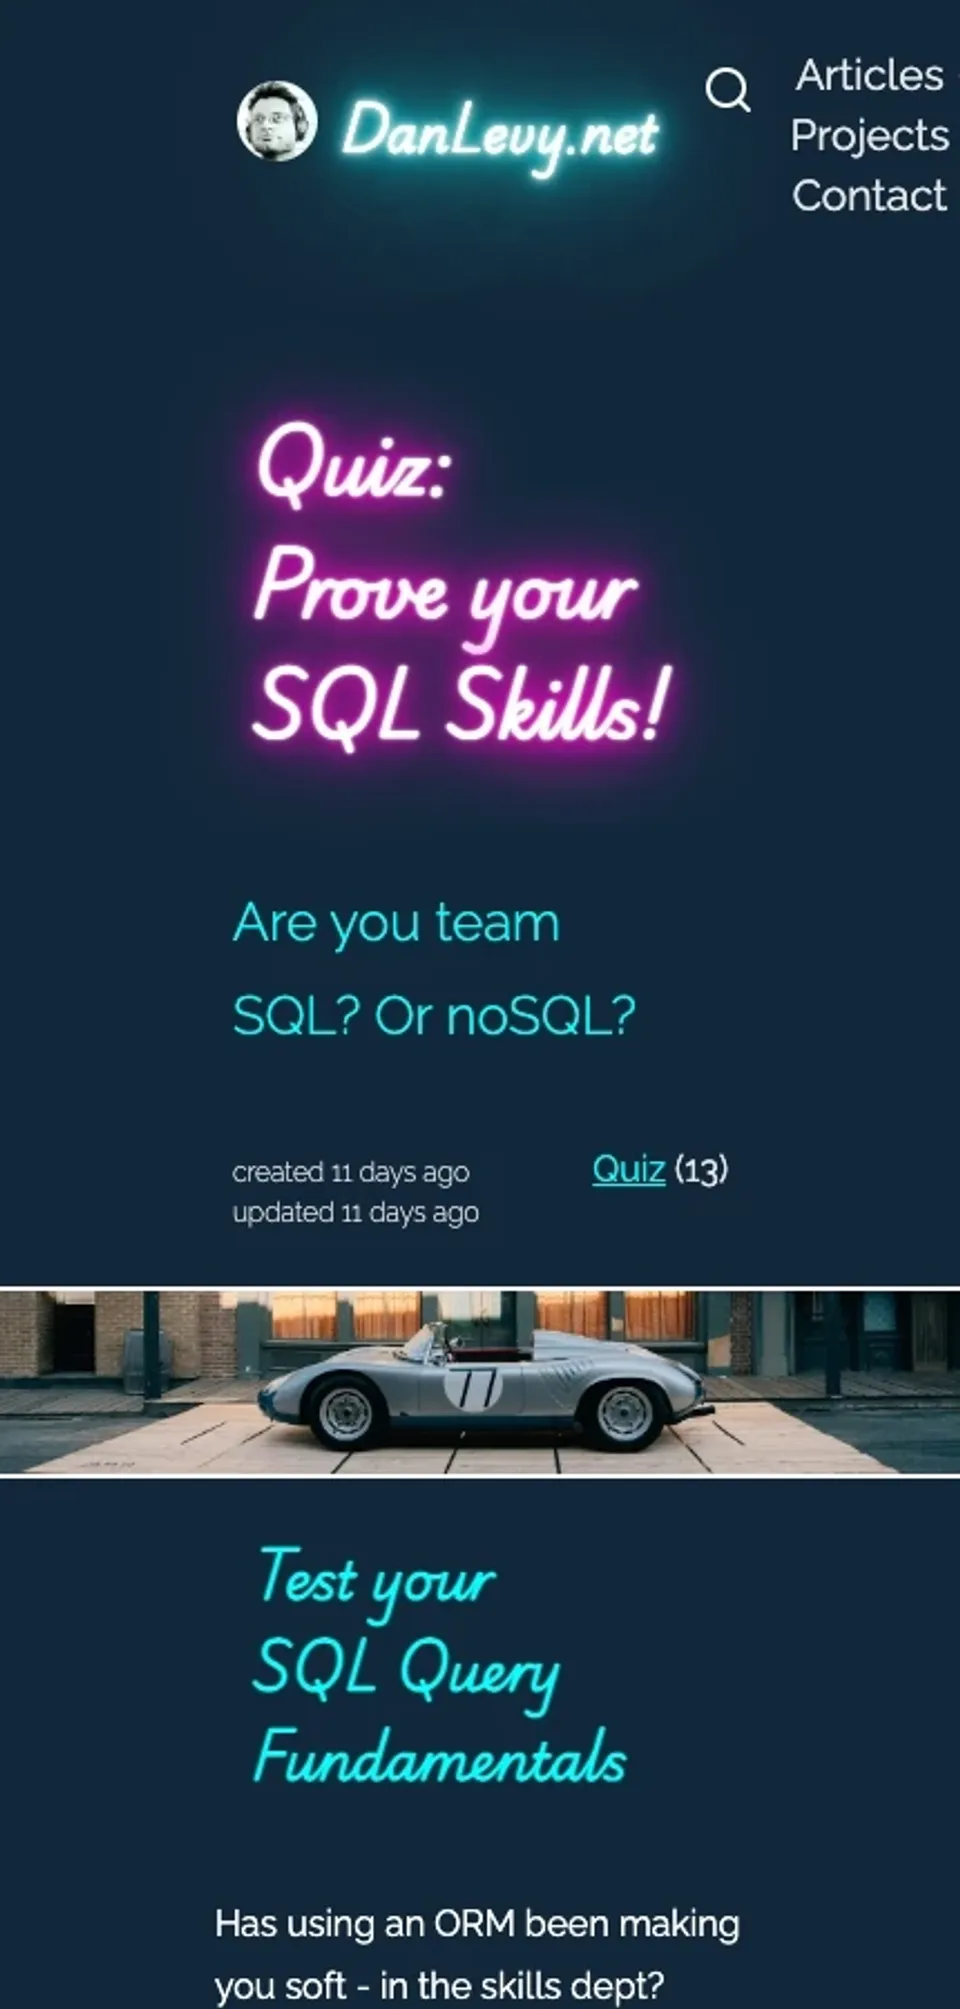 DanLevy.net
Articles
Projects
Contact
Quiz:
Prove your
SQL Skills!
Are you team
SQL? Or noSQL?
created 11 days ago
updated 11 days ago
Quiz (13)
77
Test your
SQL Query
Fundamentals
Has using an ORM been making
you soft - in the skills dept?